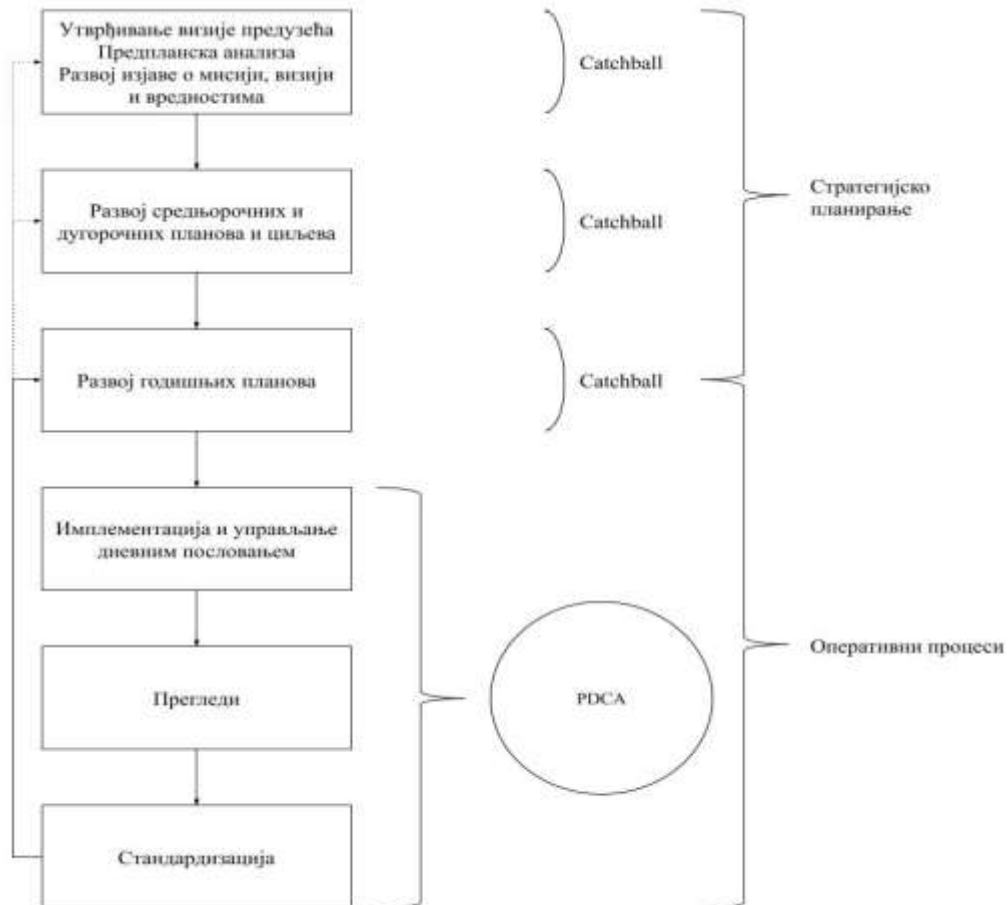 Утврђивање визије предузећа
Предпланска анализа
Развој изјаве о мисији, визији
и вредностима
Catchball
Развој средњорочних и
дугорочних планова и циљева
Catchball
Стратегијско
планирање
Развој годишњих планова
Catchball
Имплементација и управљање
дневним пословањем
Прегледи
PDCA
Оперативни процеси
Стандардизација